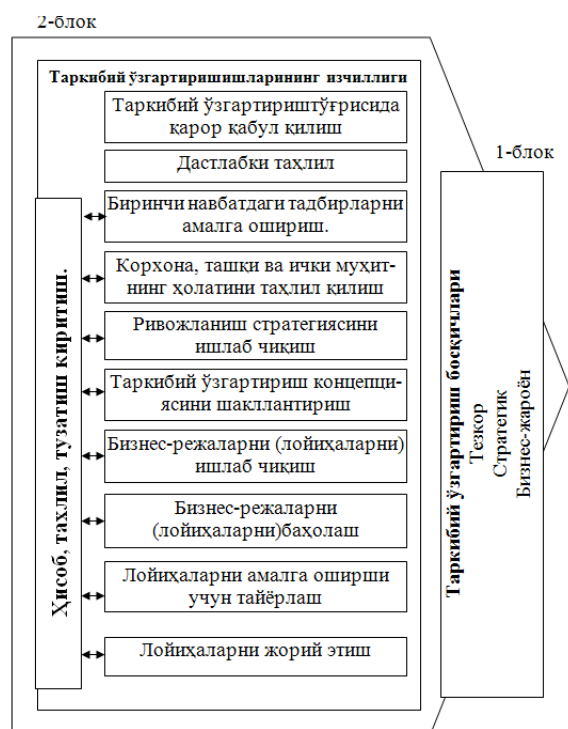 2-блок
Таркибий ўзгартиришишларининг изчиллиги
Таркибий ўзгартириштўғрисида
қарор қабул қилиш
Дастлабки таҳлил
Биринчи навбатдаги тадбирларни
амалга ошириш.
Корхона, ташқи ва ички муҳит-
нинг ҳолатини таҳлил қилиш
Ривожланиш стратегиясини
ишлаб чиқиш
Таркибий ўзгартириш концепци-
ясини шакллантириш
Бизнес-режаларни (лойиҳаларни)
ишлаб чиқиш
Бизнес-режаларни
(лойиҳаларни)баҳолаш
Лойиҳаларни амалга оширши
учун тайёрлаш
Лойиҳаларни жорий этиш
Ҳисоб, тахлил, тузатиш киритиш.
1-блок
Таркибий ўзгартириш босқичлари
Тезкор
Стратегик
Бизнес-жароён